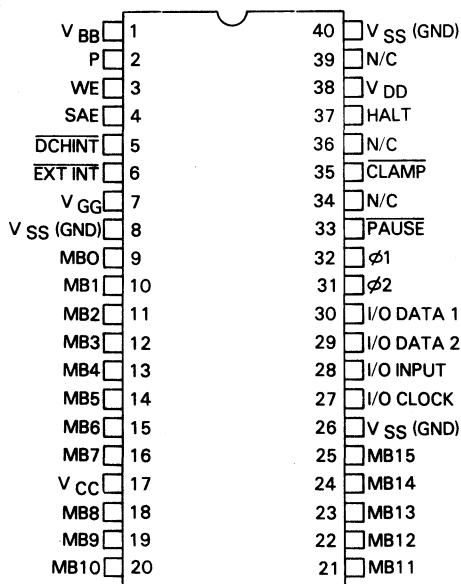 V BB 1 40 V SS (GND)
P 2 39 N/C
WE 3 38 V DD
SAE 4 37 HALT
DCHINT 5 36 N/C
EXT INT 6 35 CLAMP
V GG 7 34 N/C
V SS (GND) 8 33 PAUSE
MB0 9 32 ϕ1
MB1 10 31 ϕ2
MB2 11 30 I/O DATA 1
MB3 12 29 I/O DATA 2
MB4 13 28 I/O INPUT
MB5 14 27 I/O CLOCK
MB6 15 26 V SS (GND)
MB7 16 25 MB15
V CC 17 24 MB14
MB8 18 23 MB13
MB9 19 22 MB12
MB10 20 21 MB11